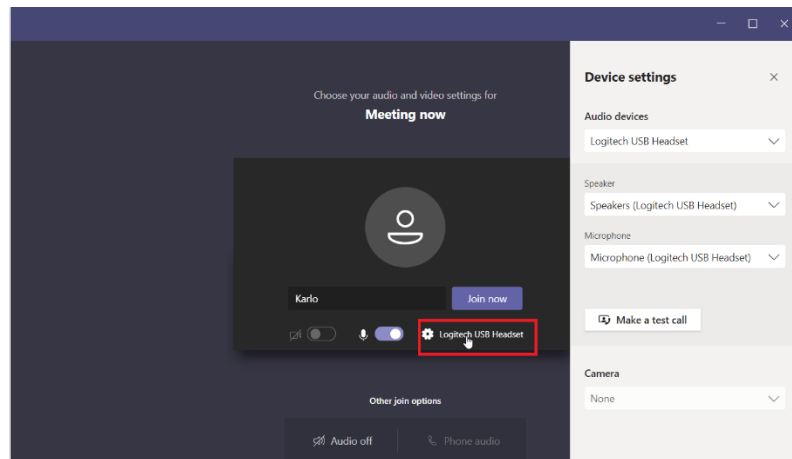 Choose your audio and video settings for
Meeting now
Karlo
Join now
Logitech USB Headset
Other join options
Audio off
Phone audio
Device settings
Audio devices
Logitech USB Headset
Speaker
Speakers (Logitech USB Headset)
Microphone
Microphone (Logitech USB Headset)
Make a test call
Camera
None